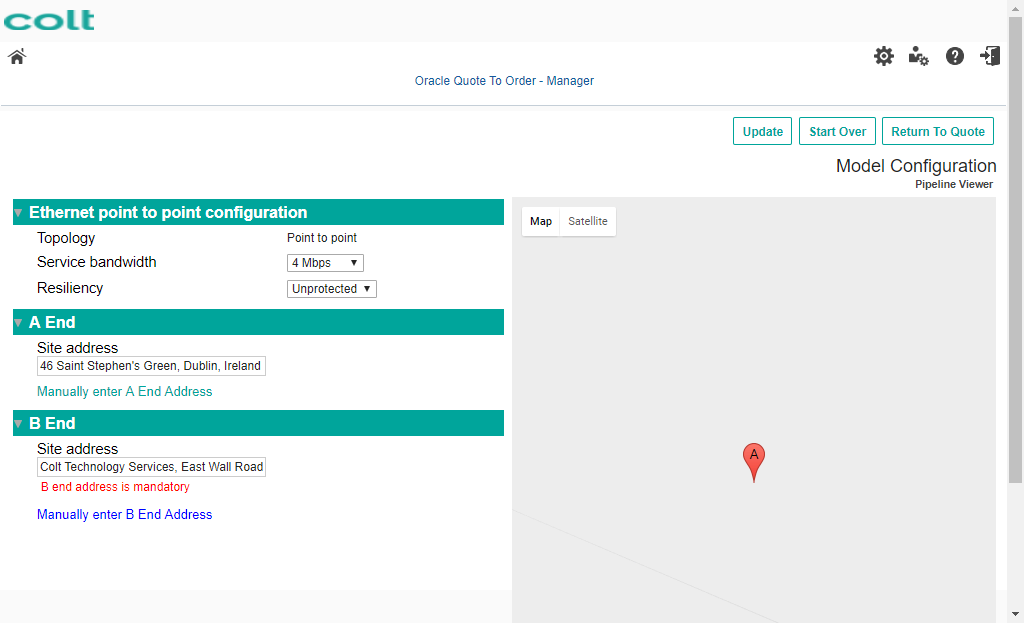 colt
Oracle Quote To Order - Manager
Update
Start Over
Return To Quote
Model Configuration
Pipeline Viewer
Ethernet point to point configuration
Topology
Point to point
Service bandwidth
4 Mbps
Resiliency
Unprotected
A End
Site address
46 Saint Stephen's Green, Dublin, Ireland
Manually enter A End Address
B End
Site address
Colt Technology Services, East Wall Road
B end address is mandatory
Manually enter B End Address
Map
Satellite
A